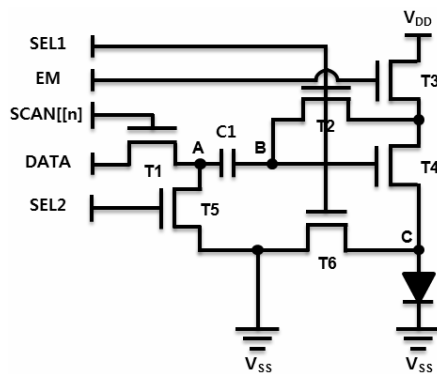 SEL1
V_DD
EM
T3
SCAN[[n]
T2
A
C1
B
T4
DATA
T1
SEL2
T5
C
T6
V_SS
V_SS